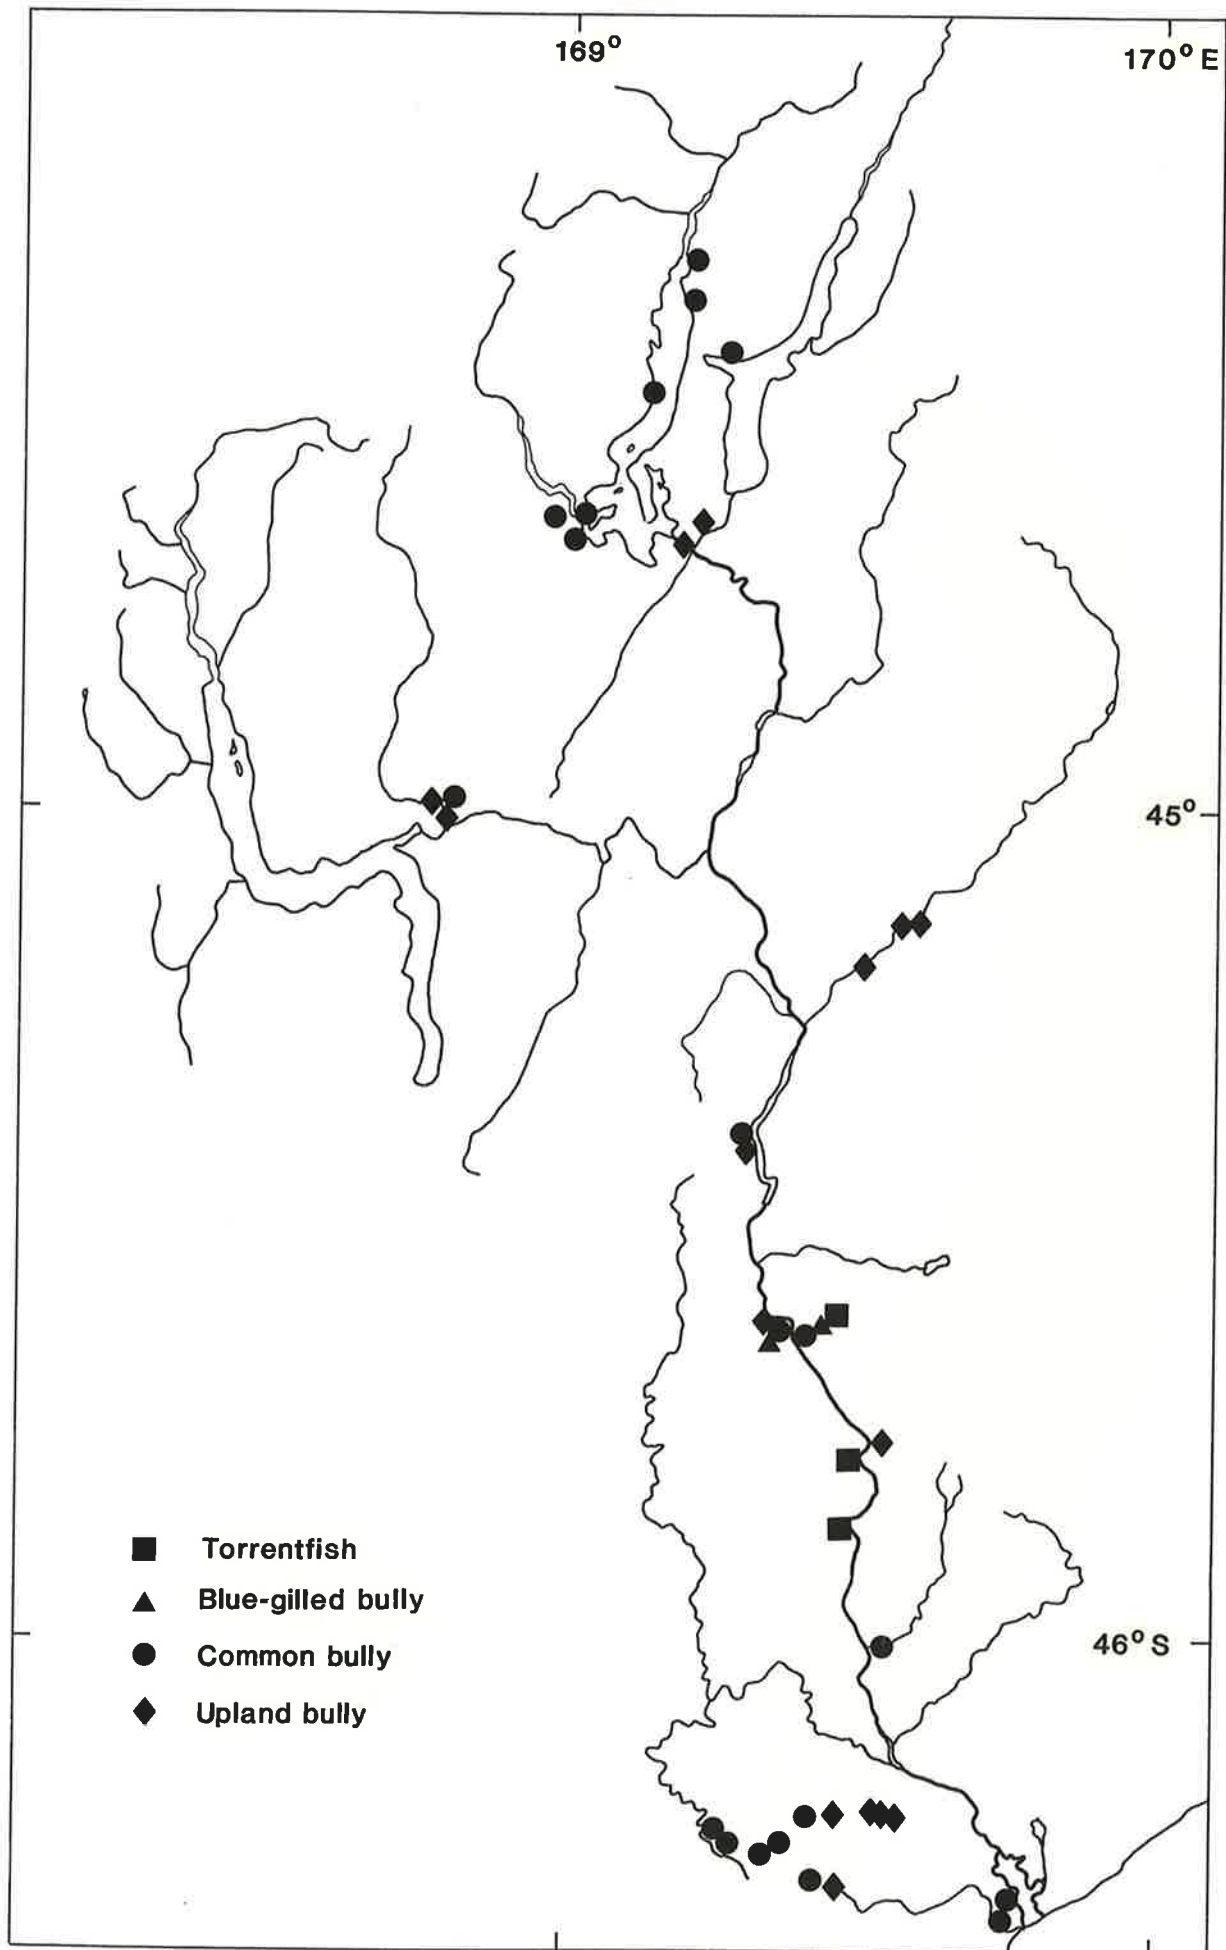 169°
170° E
45°
46° S
Torrentfish
Blue-gilled bully
Common bully
Upland bully